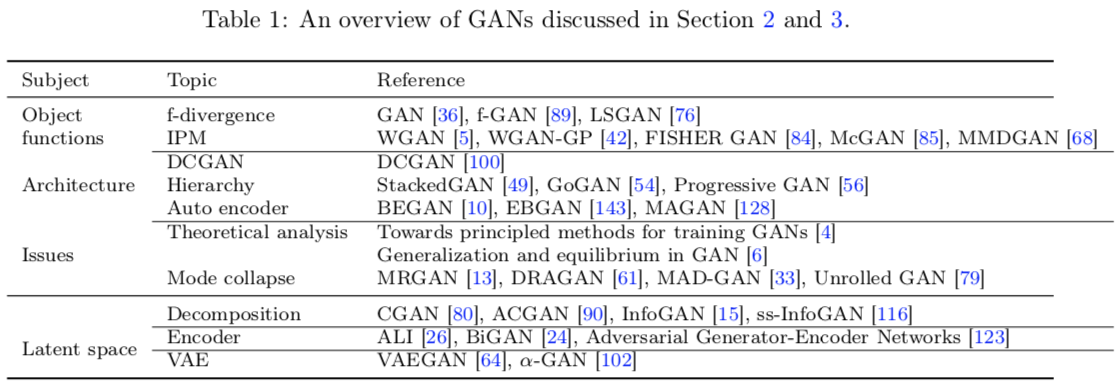 Table 1: An overview of GANs discussed in Section 2 and 3.
Subject Topic Reference
Object f-divergence GAN [36], f-GAN [89], LSGAN [76]
functions IPM WGAN [5], WGAN-GP [42], FISHER GAN [84], McGAN [85], MMDGAN [68]
DCGAN DCGAN [100]
Architecture Hierarchy StackedGAN [49], GoGAN [54], Progressive GAN [56]
Auto encoder BEGAN [10], EBGAN [143], MAGAN [128]
Theoretical analysis Towards principled methods for training GANs [4]
Issues Generalization and equilibrium in GAN [6]
Mode collapse MRGAN [13], DRAGAN [61], MAD-GAN [33], Unrolled GAN [79]
Decomposition CGAN [80], ACGAN [90], InfoGAN [15], ss-InfoGAN [116]
Encoder ALI [26], BiGAN [24], Adversarial Generator-Encoder Networks [123]
Latent space
VAE VAEGAN [64], α-GAN [102]